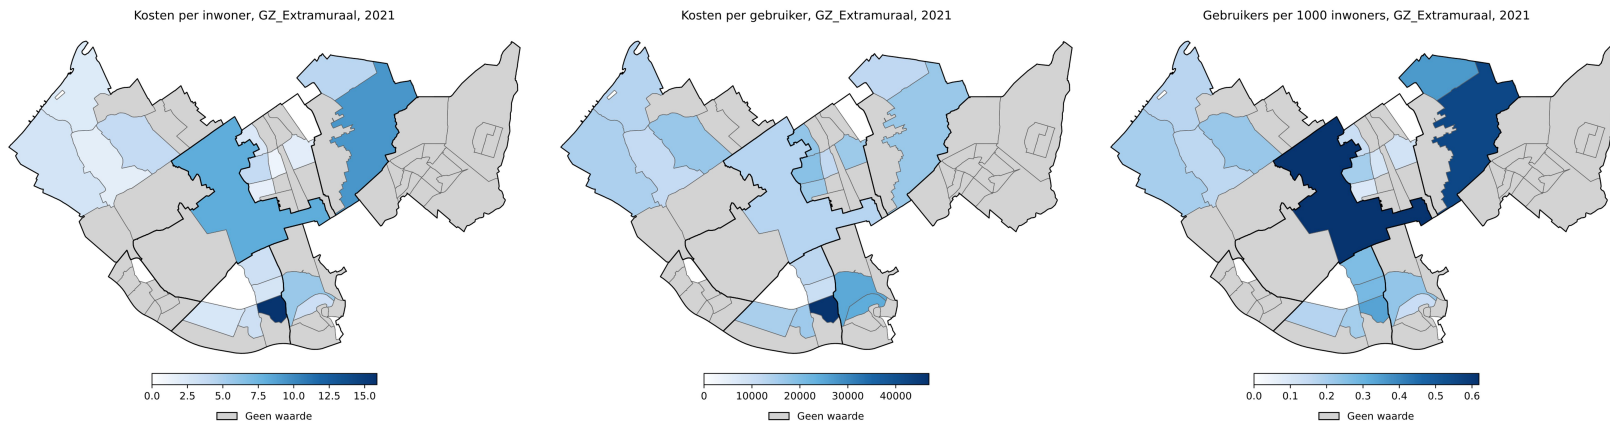 Kosten per inwoner, GZ_Extramuraal, 2021
Kosten per gebruiker, GZ_Extramuraal, 2021
Gebruikers per 1000 inwoners, GZ_Extramuraal, 2021
0.0 2.5 5.0 7.5 10.0 12.5 15.0
Geen waarde
0 10000 20000 30000 40000
Geen waarde
0.0 0.1 0.2 0.3 0.4 0.5 0.6
Geen waarde